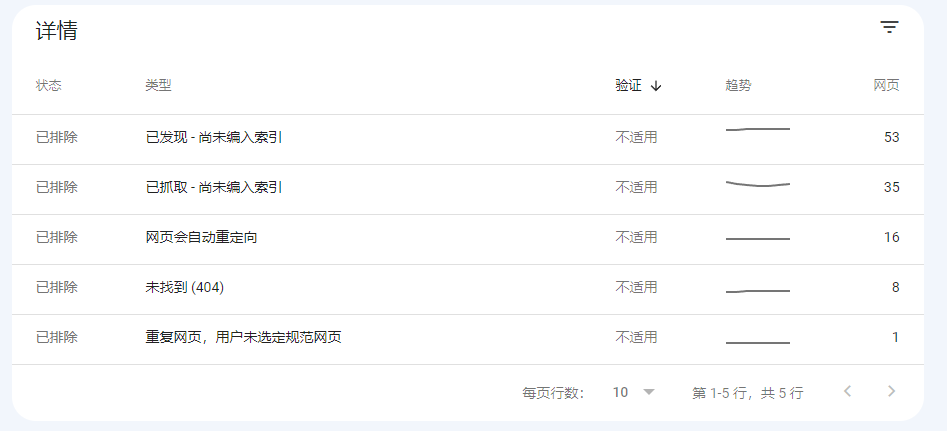 详情
状态 类型 验证 趋势 网页
已排除 已发现 - 尚未编入索引 不适用 53
已排除 已抓取 - 尚未编入索引 不适用 35
已排除 网页会自动重定向 不适用 16
已排除 未找到 (404) 不适用 8
已排除 重复网页，用户未选定规范网页 不适用 1
每页行数： 10 第 1-5 行，共 5 行